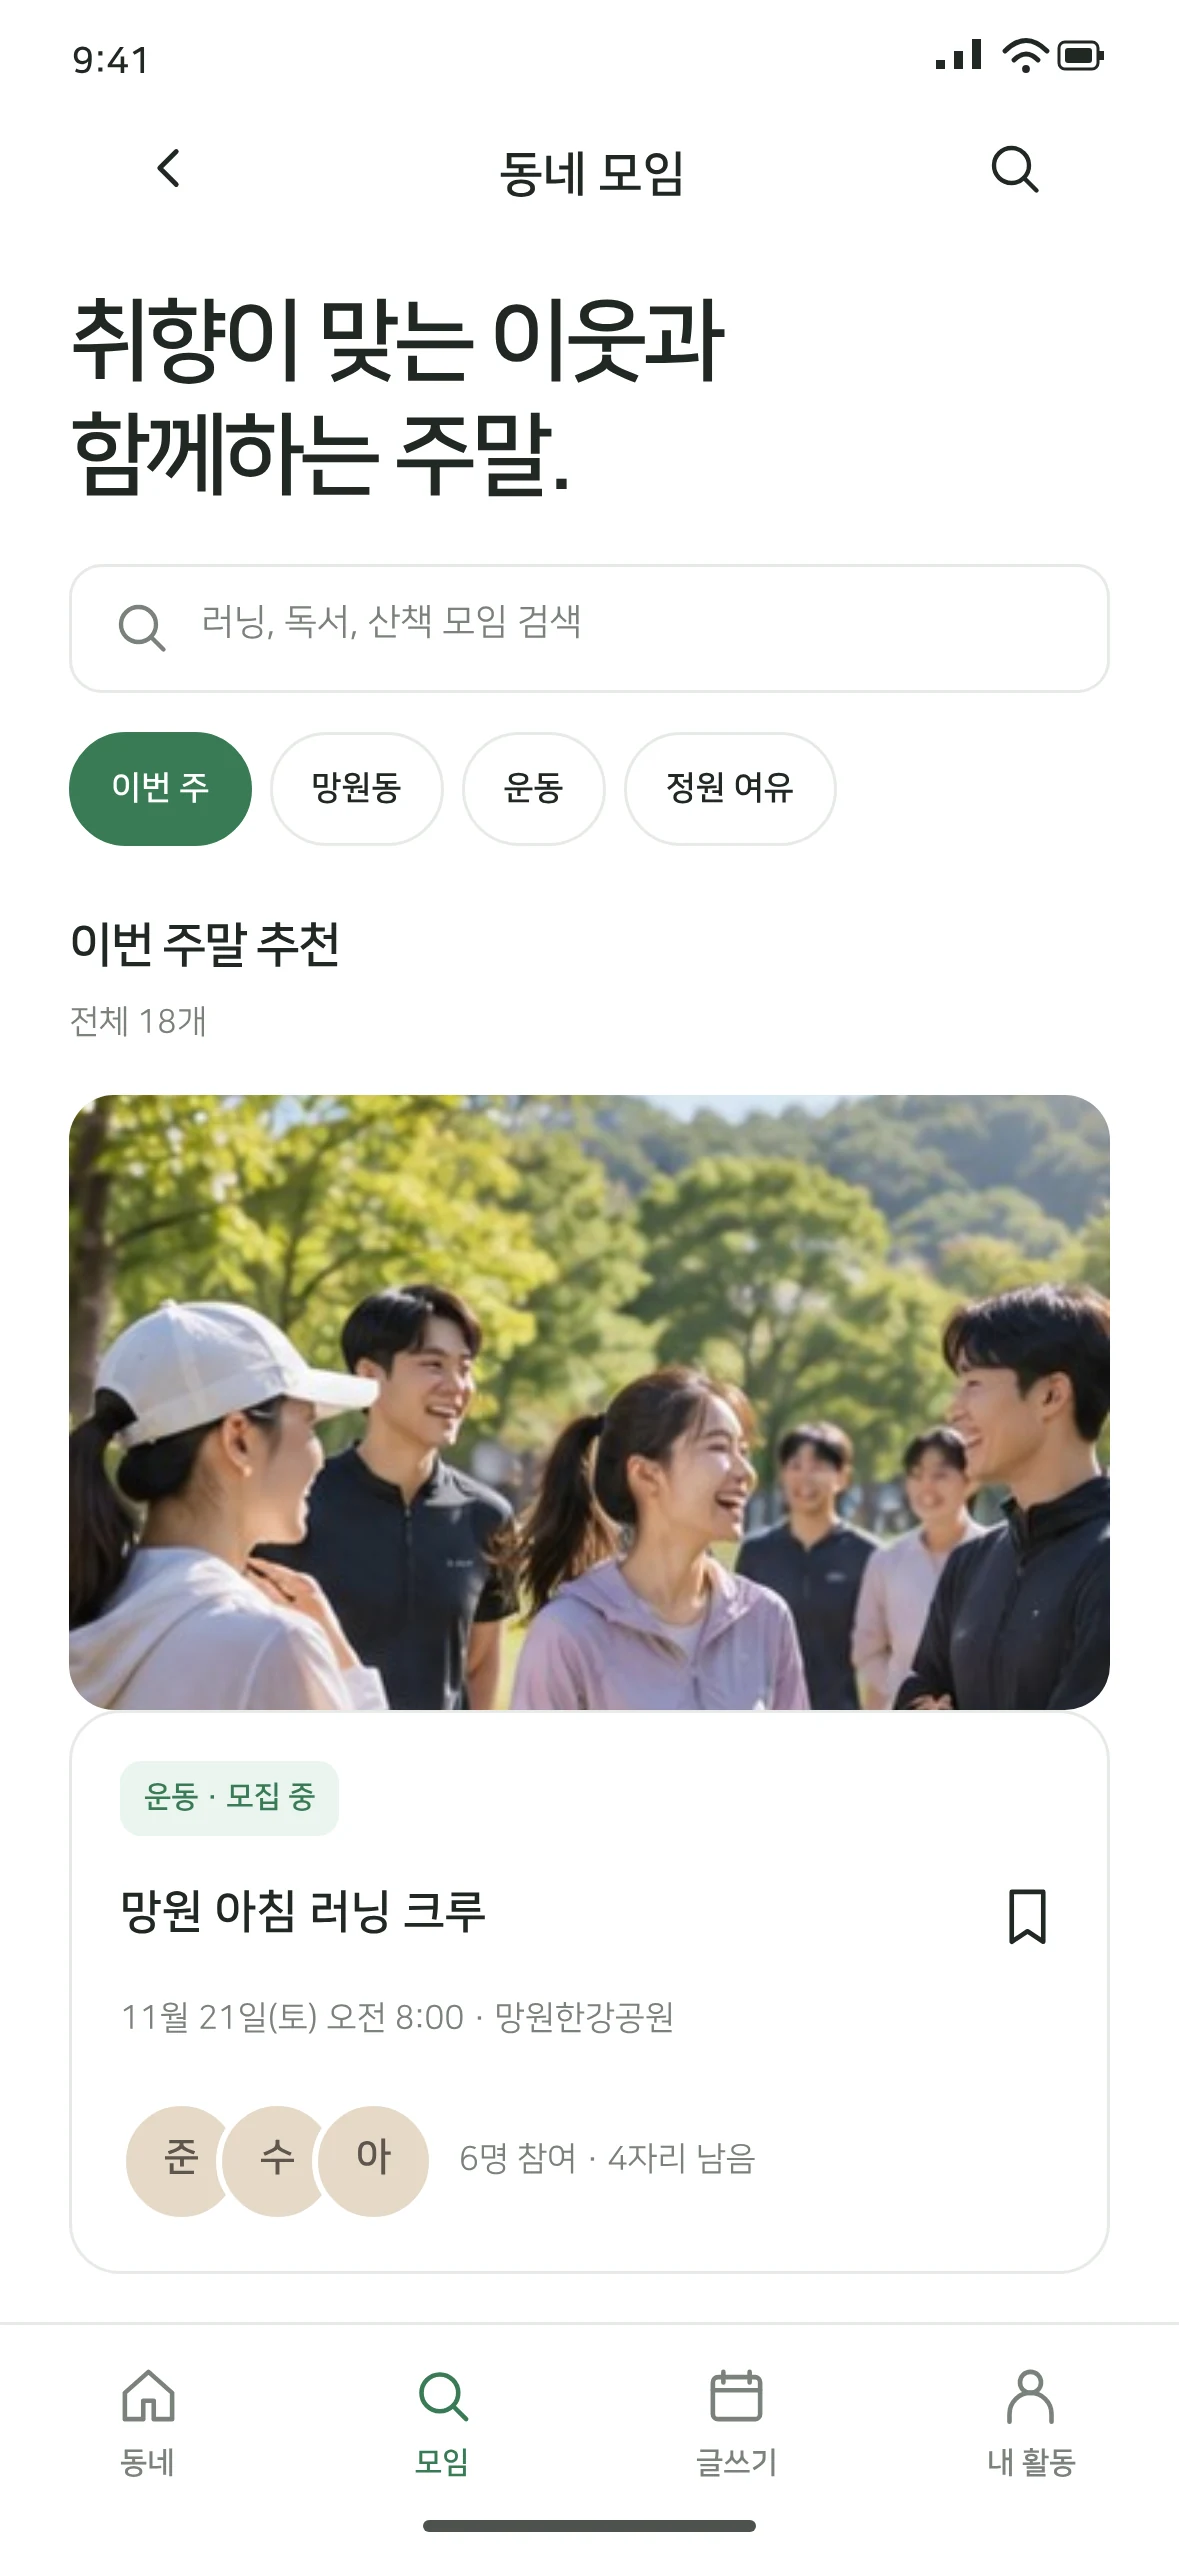 9:41
동네 모임
취향이 맞는 이웃과
함께하는 주말.
러닝, 독서, 산책 모임 검색
이번 주
망원동
운동
정원 여유
이번 주말 추천
전체 18개
운동 · 모집 중
망원 아침 러닝 크루
11월 21일(토) 오전 8:00 · 망원한강공원
준
수
아
6명 참여 · 4자리 남음
동네
모임
글쓰기
내 활동